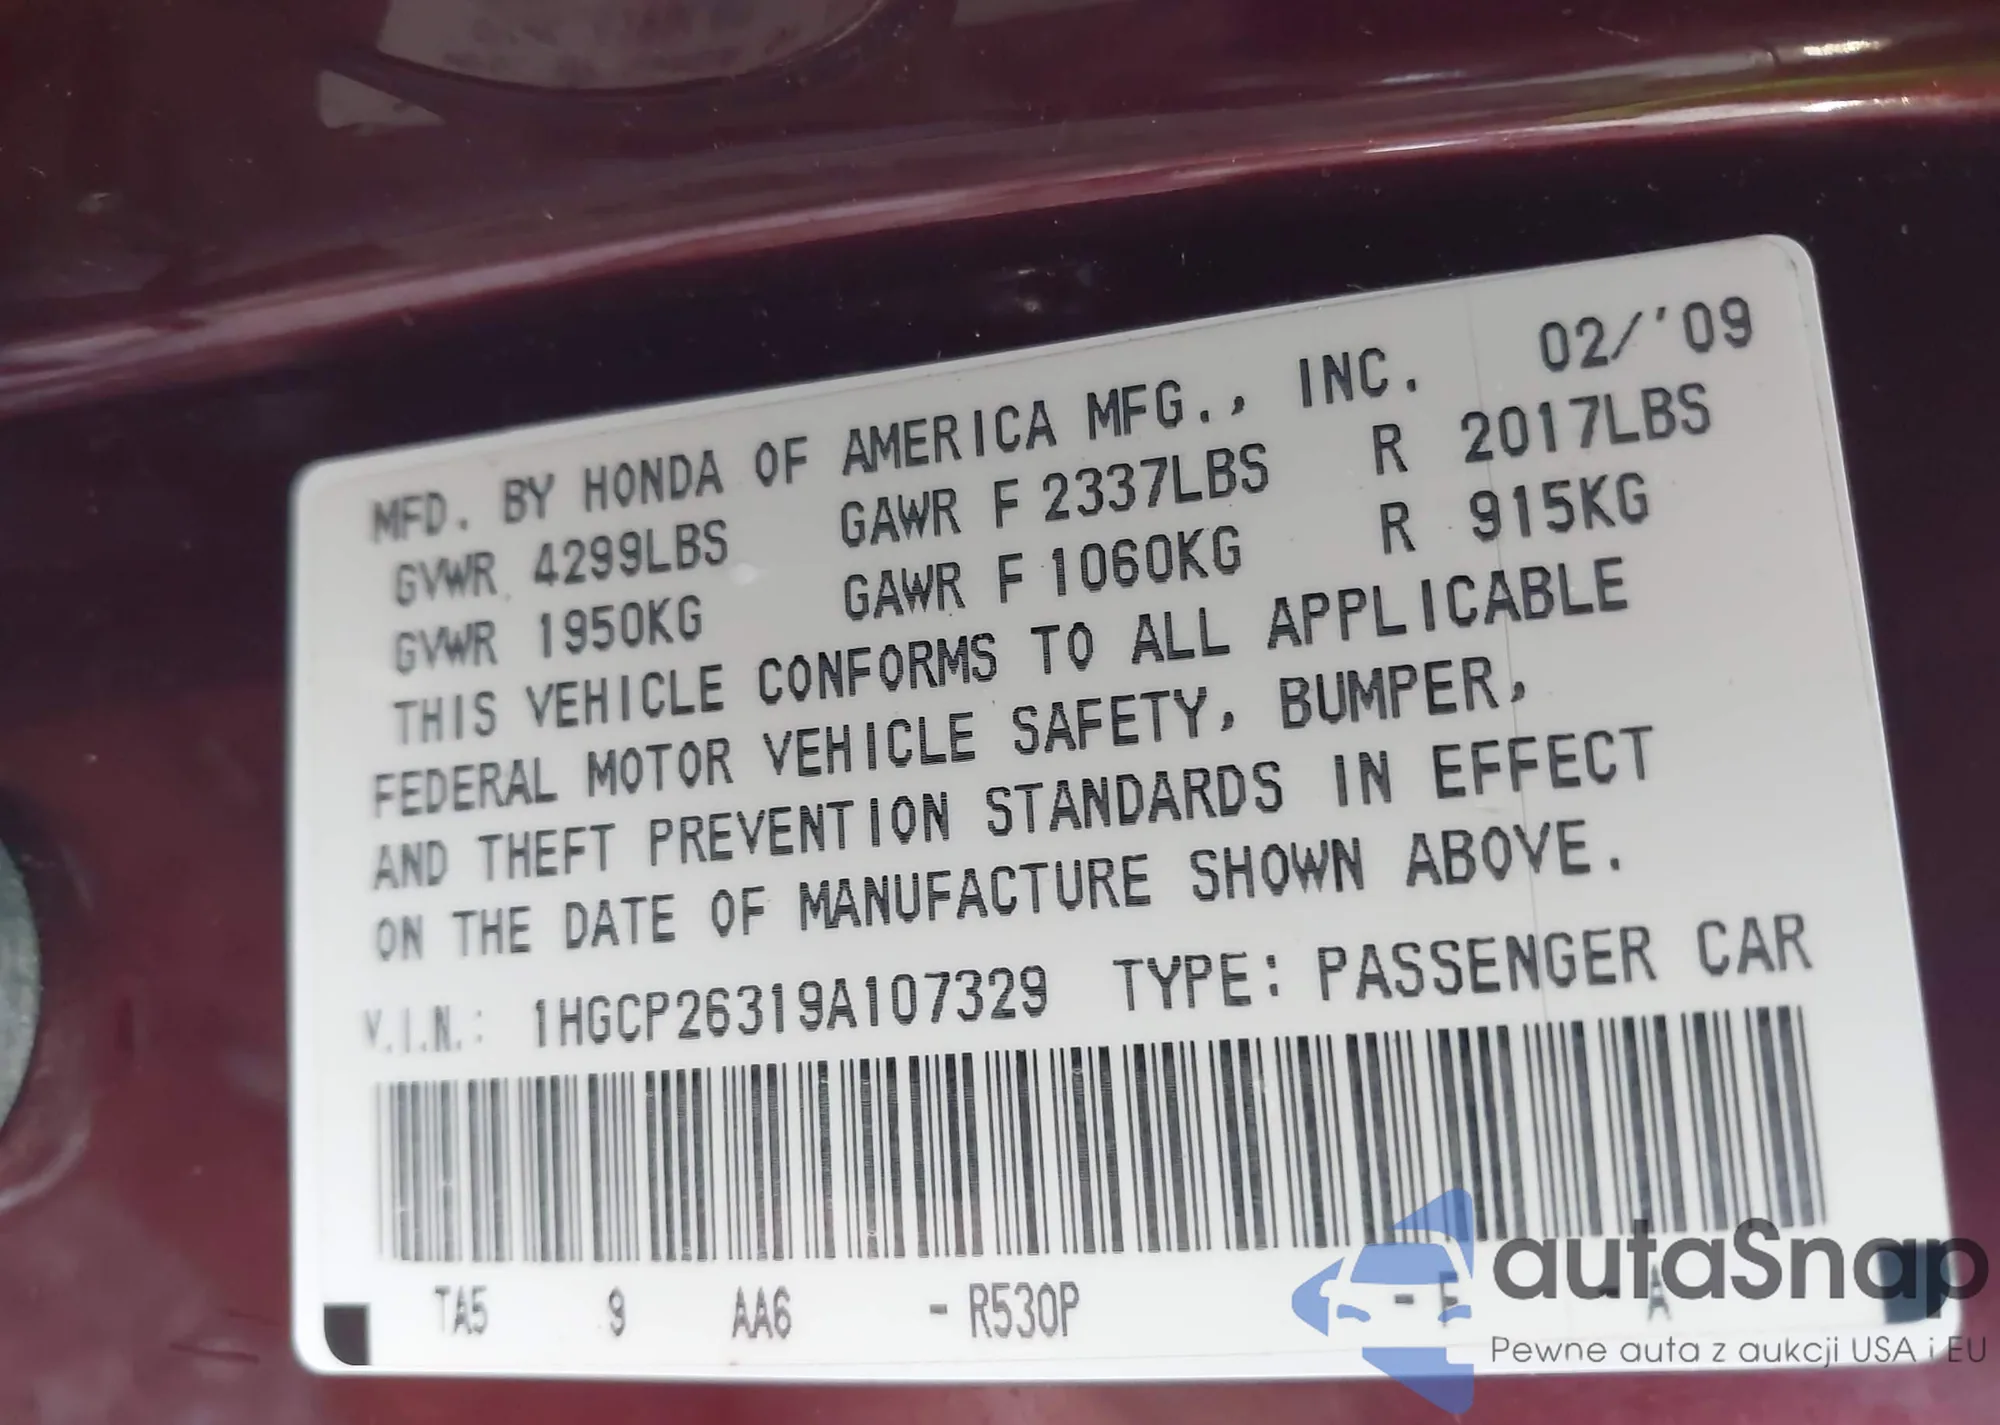 MFD. BY HONDA OF AMERICA MFG., INC. 02/'09
GVWR 4299LBS GAWR F 2337LBS R 2017LBS
GVWR 1950KG GAWR F 1060KG R 915KG
THIS VEHICLE CONFORMS TO ALL APPLICABLE
FEDERAL MOTOR VEHICLE SAFETY, BUMPER,
AND THEFT PREVENTION STANDARDS IN EFFECT
ON THE DATE OF MANUFACTURE SHOWN ABOVE.
V.I.N.: 1HGCP26319A107329 TYPE: PASSENGER CAR
TA5 9 AA6 - R530P - E - A
autaSnap
Pewne auta z aukcji USA i EU